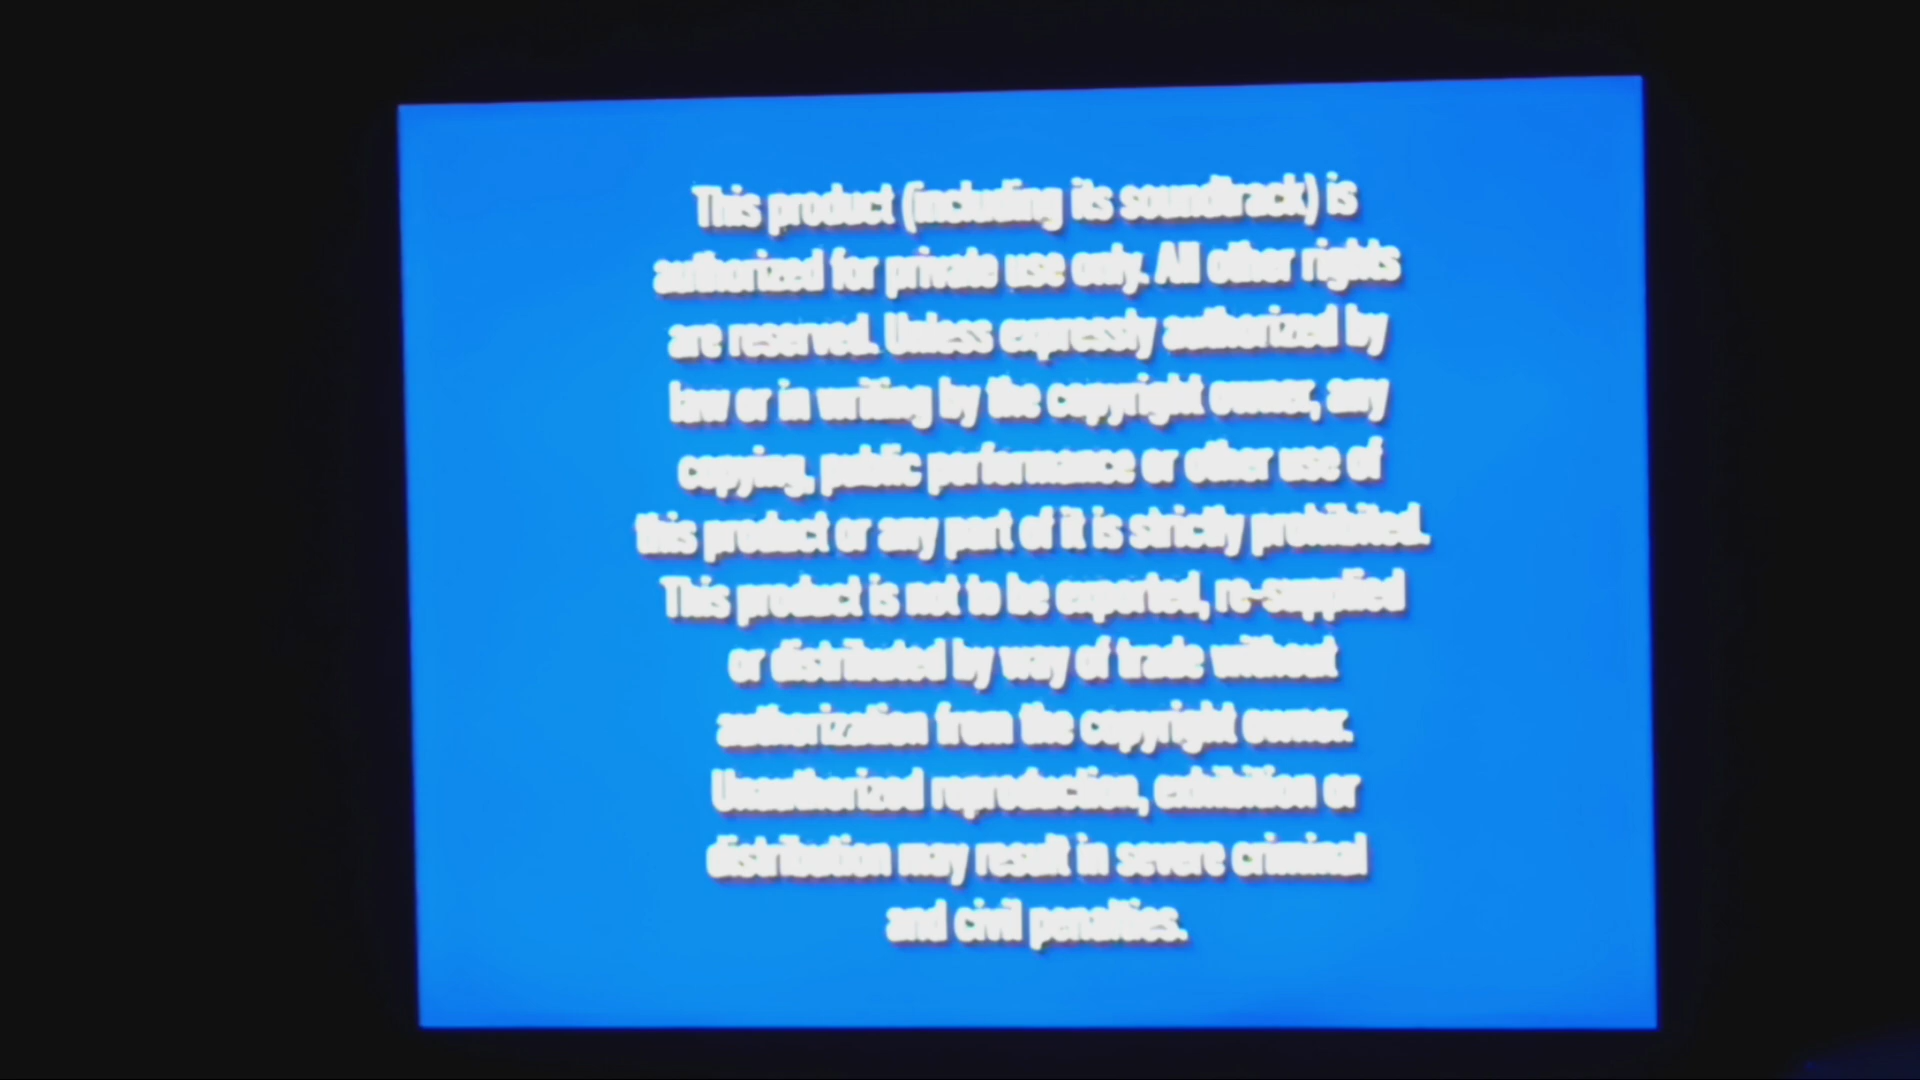 This product (including its soundtrack) is
authorized for private use only. All other rights
are reserved. Unless expressly authorized by
law or in writing by the copyright owner, any
copying, public performance or other use of
this product or any part of it is strictly prohibited.
This product is not to be exported, re-supplied
or distributed by way of trade without
authorization from the copyright owner.
Unauthorized reproduction, exhibition or
distribution may result in severe criminal
and civil penalties.